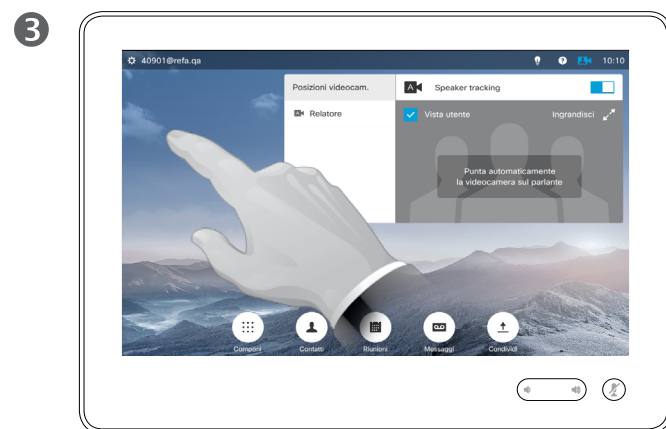 3
40901@refa.qa
10:10
Posizioni videocam.
Speaker tracking
Relatore
Vista utente
Ingrandisci
Punta automaticamente
la videocamera sul parlante
Componi
Contatti
Riunioni
Messaggi
Condividi